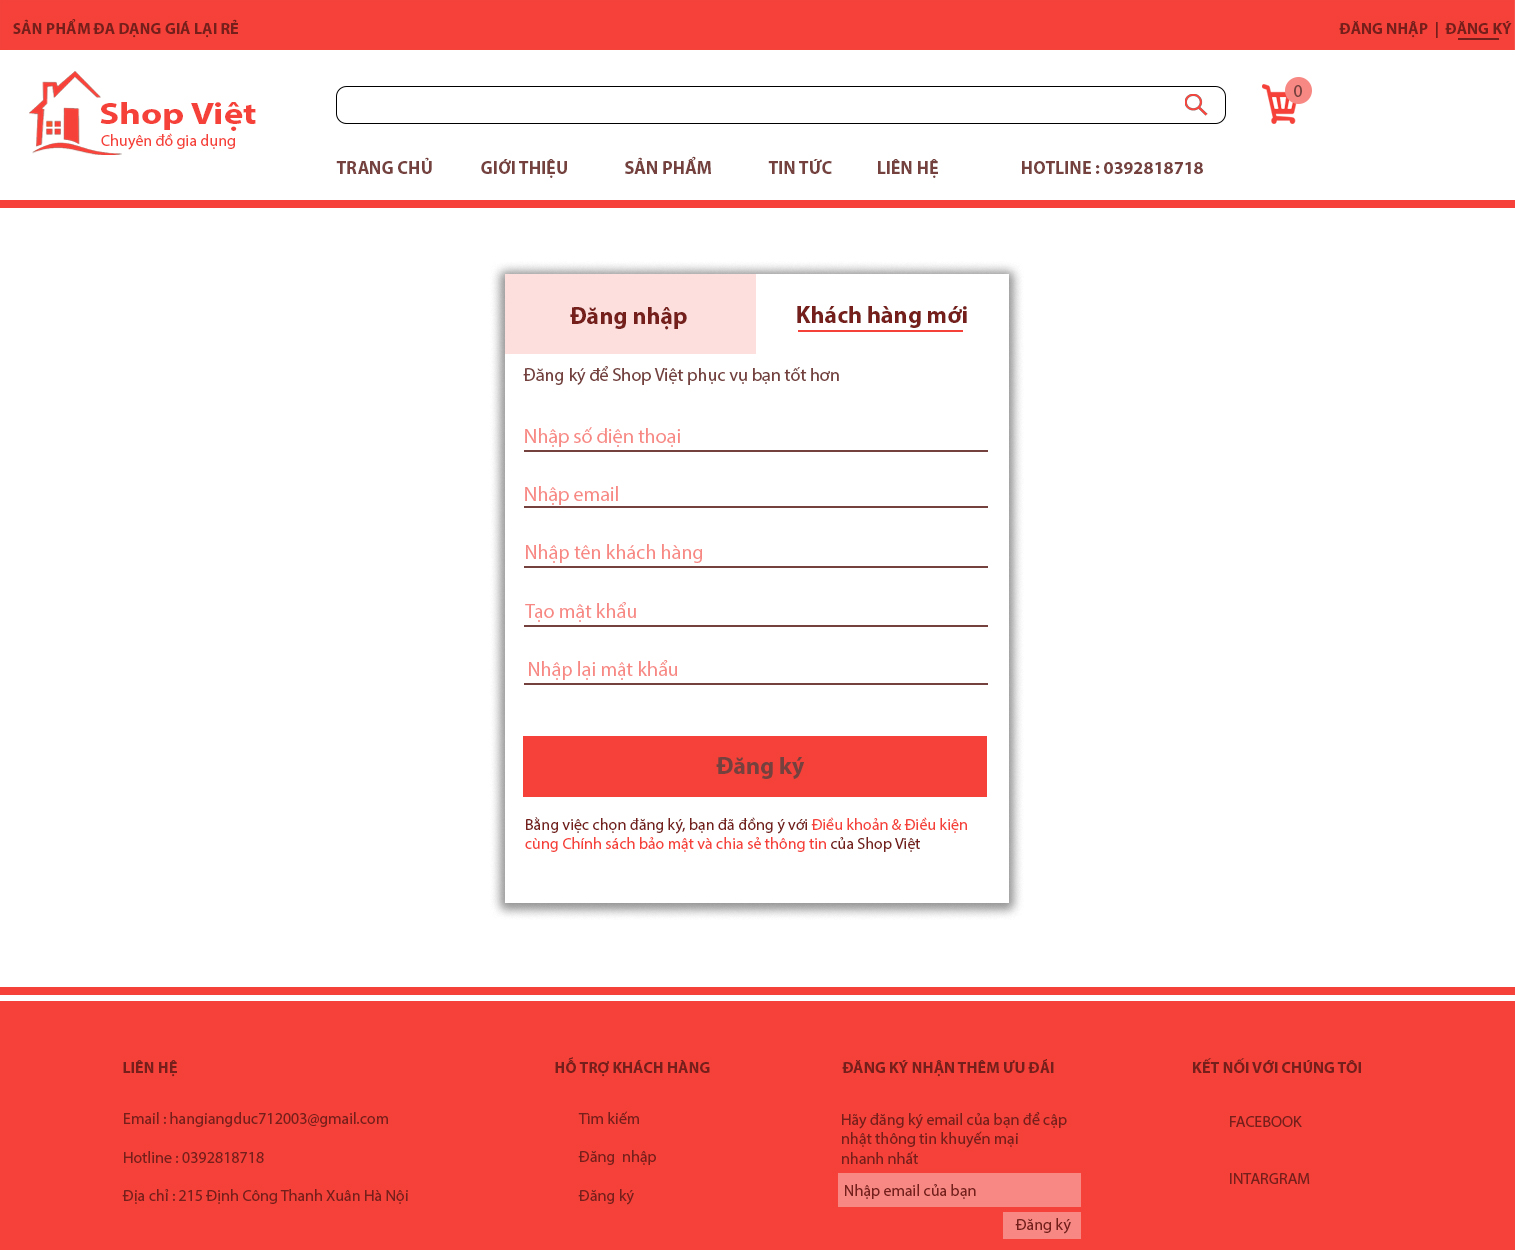 SẢN PHẨM ĐA DẠNG GIÁ LẠI RẺ
ĐĂNG NHẬP | ĐĂNG KÝ
Shop Việt
Chuyên đồ gia dụng
0
TRANG CHỦ GIỚI THIỆU SẢN PHẨM TIN TỨC LIÊN HỆ HOTLINE : 0392818718
Đăng nhập
Khách hàng mới
Đăng ký để Shop Việt phục vụ bạn tốt hơn
Nhập số điện thoại
Nhập email
Nhập tên khách hàng
Tạo mật khẩu
Nhập lại mật khẩu
Đăng ký
Bằng việc chọn đăng ký, bạn đã đồng ý với Điều khoản & Điều kiện
cùng Chính sách bảo mật và chia sẻ thông tin của Shop Việt
LIÊN HỆ
Email : hangiangduc712003@gmail.com
Hotline : 0392818718
Địa chỉ : 215 Định Công Thanh Xuân Hà Nội
HỖ TRỢ KHÁCH HÀNG
Tìm kiếm
Đăng nhập
Đăng ký
ĐĂNG KÝ NHẬN THÊM ƯU ĐÃI
Hãy đăng ký email của bạn để cập
nhật thông tin khuyến mại
nhanh nhất
Nhập email của bạn
Đăng ký
KẾT NỐI VỚI CHÚNG TÔI
FACEBOOK
INTARGRAM